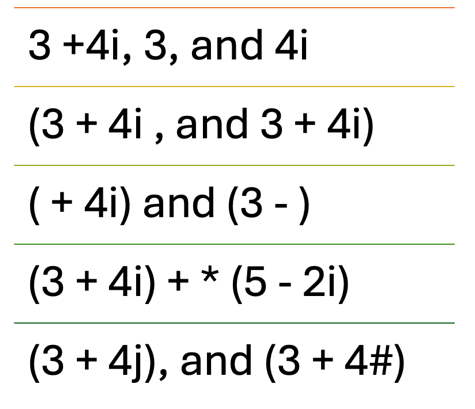 3 +4i, 3, and 4i
(3 + 4i , and 3 + 4i)
( + 4i) and (3 - )
(3 + 4i) + * (5 - 2i)
(3 + 4j), and (3 + 4#)